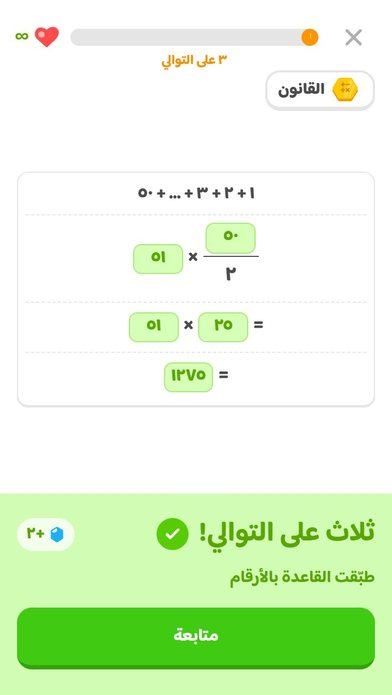 ∞
!
٣ على التوالي
القانون
١ + ٢ + ٣ + ... + ٥٠
٥٠
٢
× ٥١
= ٢٥ × ٥١
= ١٢٧٥
ثلاث على التوالي!
+٢
طبّقت القاعدة بالأرقام
متابعة